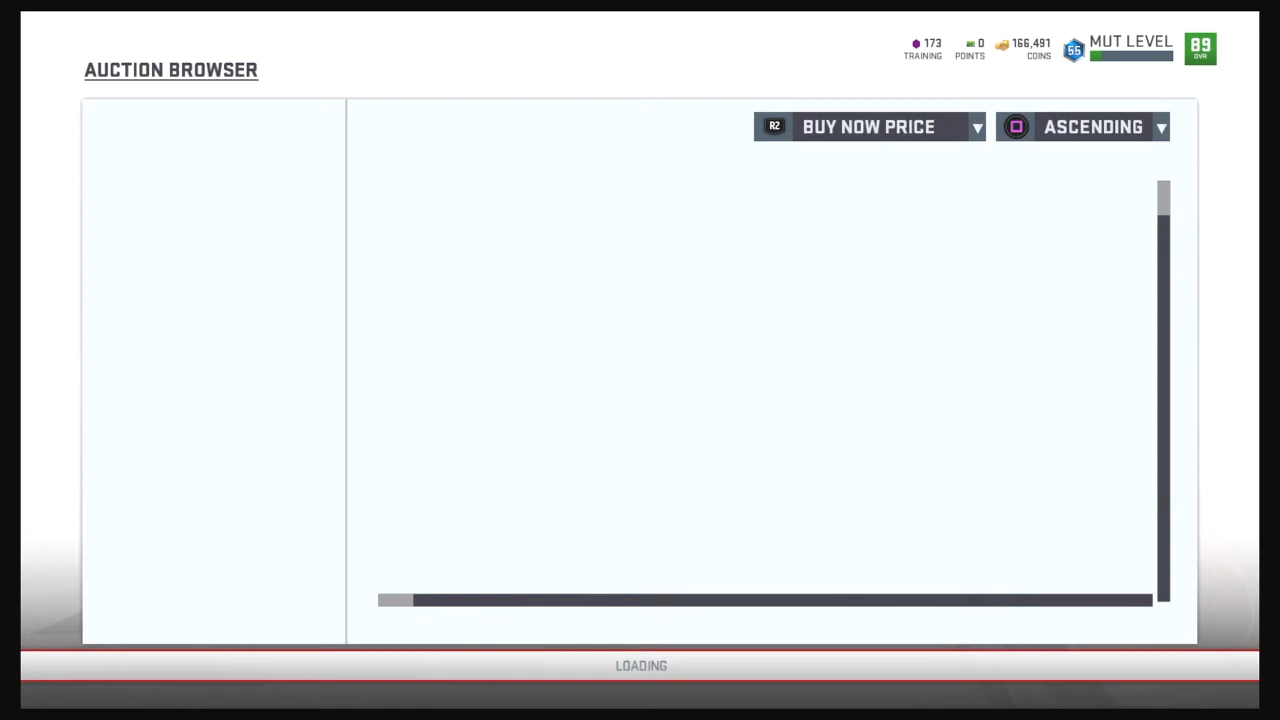 173
TRAINING
0
POINTS
166,491
COINS
55
MUT LEVEL
89
OVR
AUCTION BROWSER
R2
BUY NOW PRICE
ASCENDING
LOADING